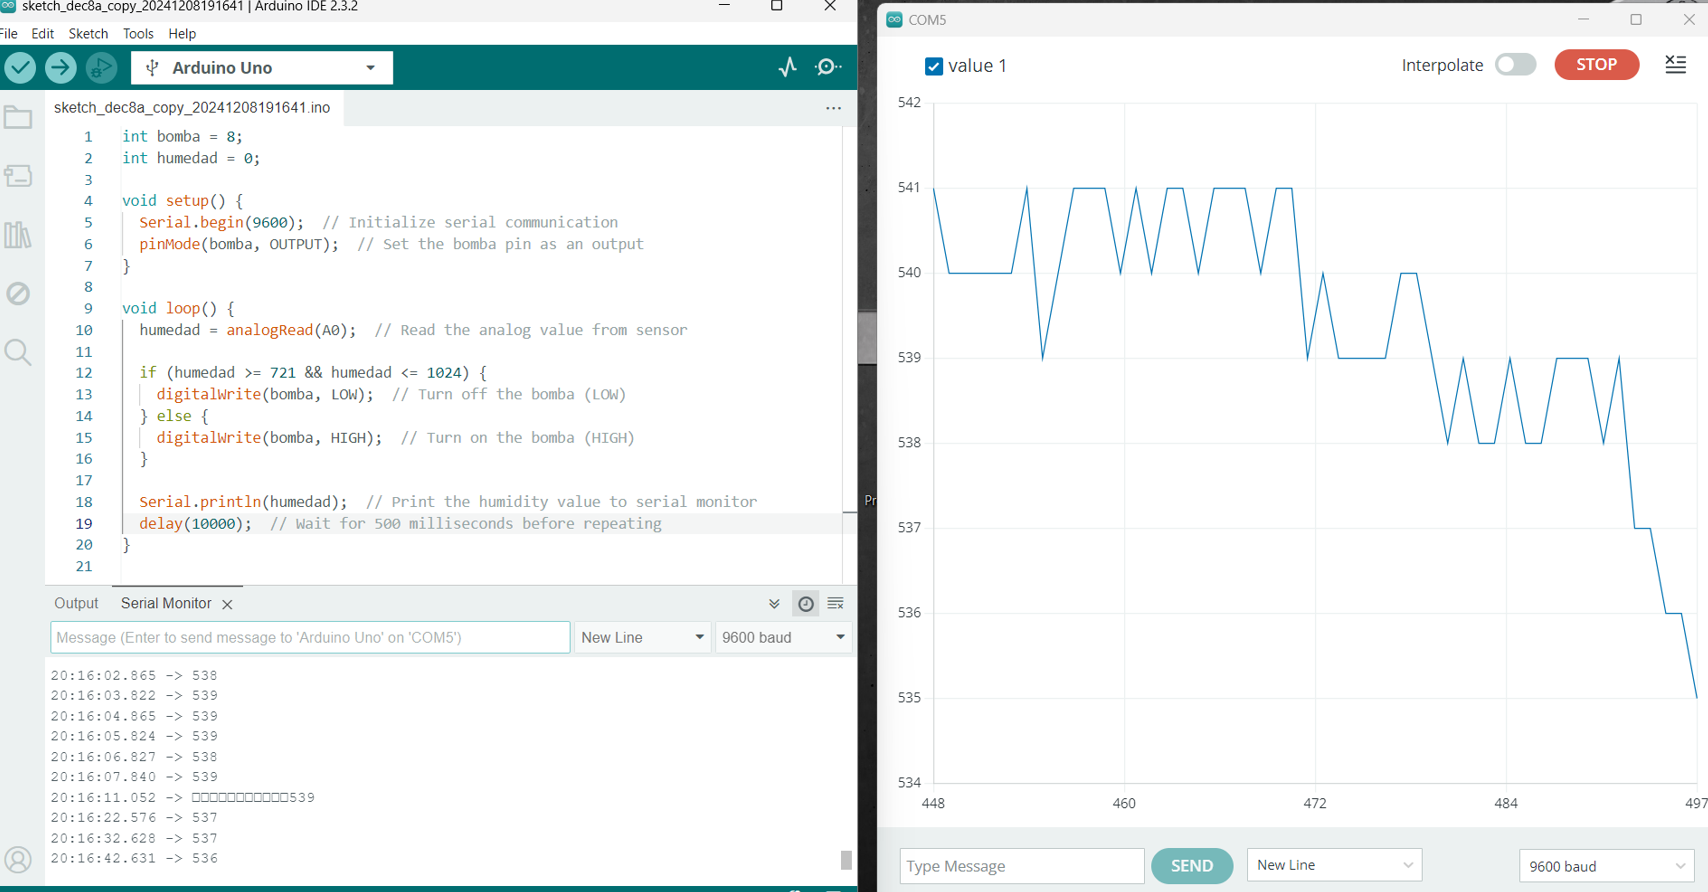 sketch_dec8a_copy_20241208191641 | Arduino IDE 2.3.2
File Edit Sketch Tools Help
Arduino Uno
sketch_dec8a_copy_20241208191641.ino
1 int bomba = 8;
2 int humedad = 0;
3
4 void setup() {
5 Serial.begin(9600); // Initialize serial communication
6 pinMode(bomba, OUTPUT); // Set the bomba pin as an output
7 }
8
9 void loop() {
10 humedad = analogRead(A0); // Read the analog value from sensor
11
12 if (humedad >= 721 && humedad <= 1024) {
13 digitalWrite(bomba, LOW); // Turn off the bomba (LOW)
14 } else {
15 digitalWrite(bomba, HIGH); // Turn on the bomba (HIGH)
16 }
17
18 Serial.println(humedad); // Print the humidity value to serial monitor
19 delay(10000); // Wait for 500 milliseconds before repeating
20 }
21
Output Serial Monitor
Message (Enter to send message to 'Arduino Uno' on 'COM5')
New Line
9600 baud
20:16:02.865 -> 538
20:16:03.822 -> 539
20:16:04.865 -> 539
20:16:05.824 -> 539
20:16:06.827 -> 538
20:16:07.840 -> 539
20:16:11.052 -> □□□□□□□□□□□539
20:16:22.576 -> 537
20:16:32.628 -> 537
20:16:42.631 -> 536
Pr
COM5
value 1
Interpolate
STOP
542
541
540
539
538
537
536
535
534
448 460 472 484 497
Type Message
SEND
New Line
9600 baud